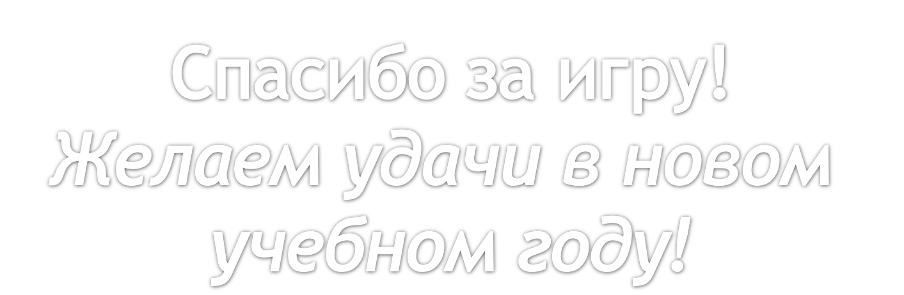 Спасибо за игру!
Желаем удачи в новом
учебном году!